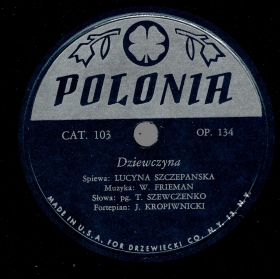 POLONIA
CAT. 103
OP. 134
Dziewczyna
Śpiewa: LUCYNA SZCZEPAŃSKA
Muzyka: W. FRIEMAN
Słowa: pg. T. SZEWCZENKO
Fortepian: J. KROPIWNICKI
MADE IN U.S.A. FOR DRZEWIECKI CO. N.Y. 13, N.Y.